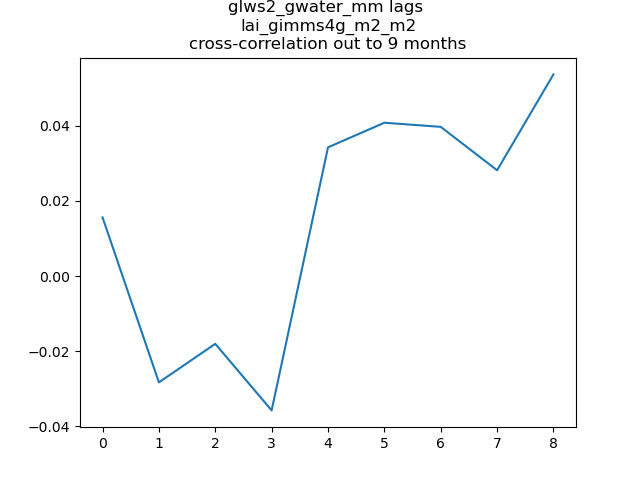 glws2_gwater_mm lags
lai_gimms4g_m2_m2
cross-correlation out to 9 months
0.04
0.02
0.00
−0.02
−0.04
0 1 2 3 4 5 6 7 8